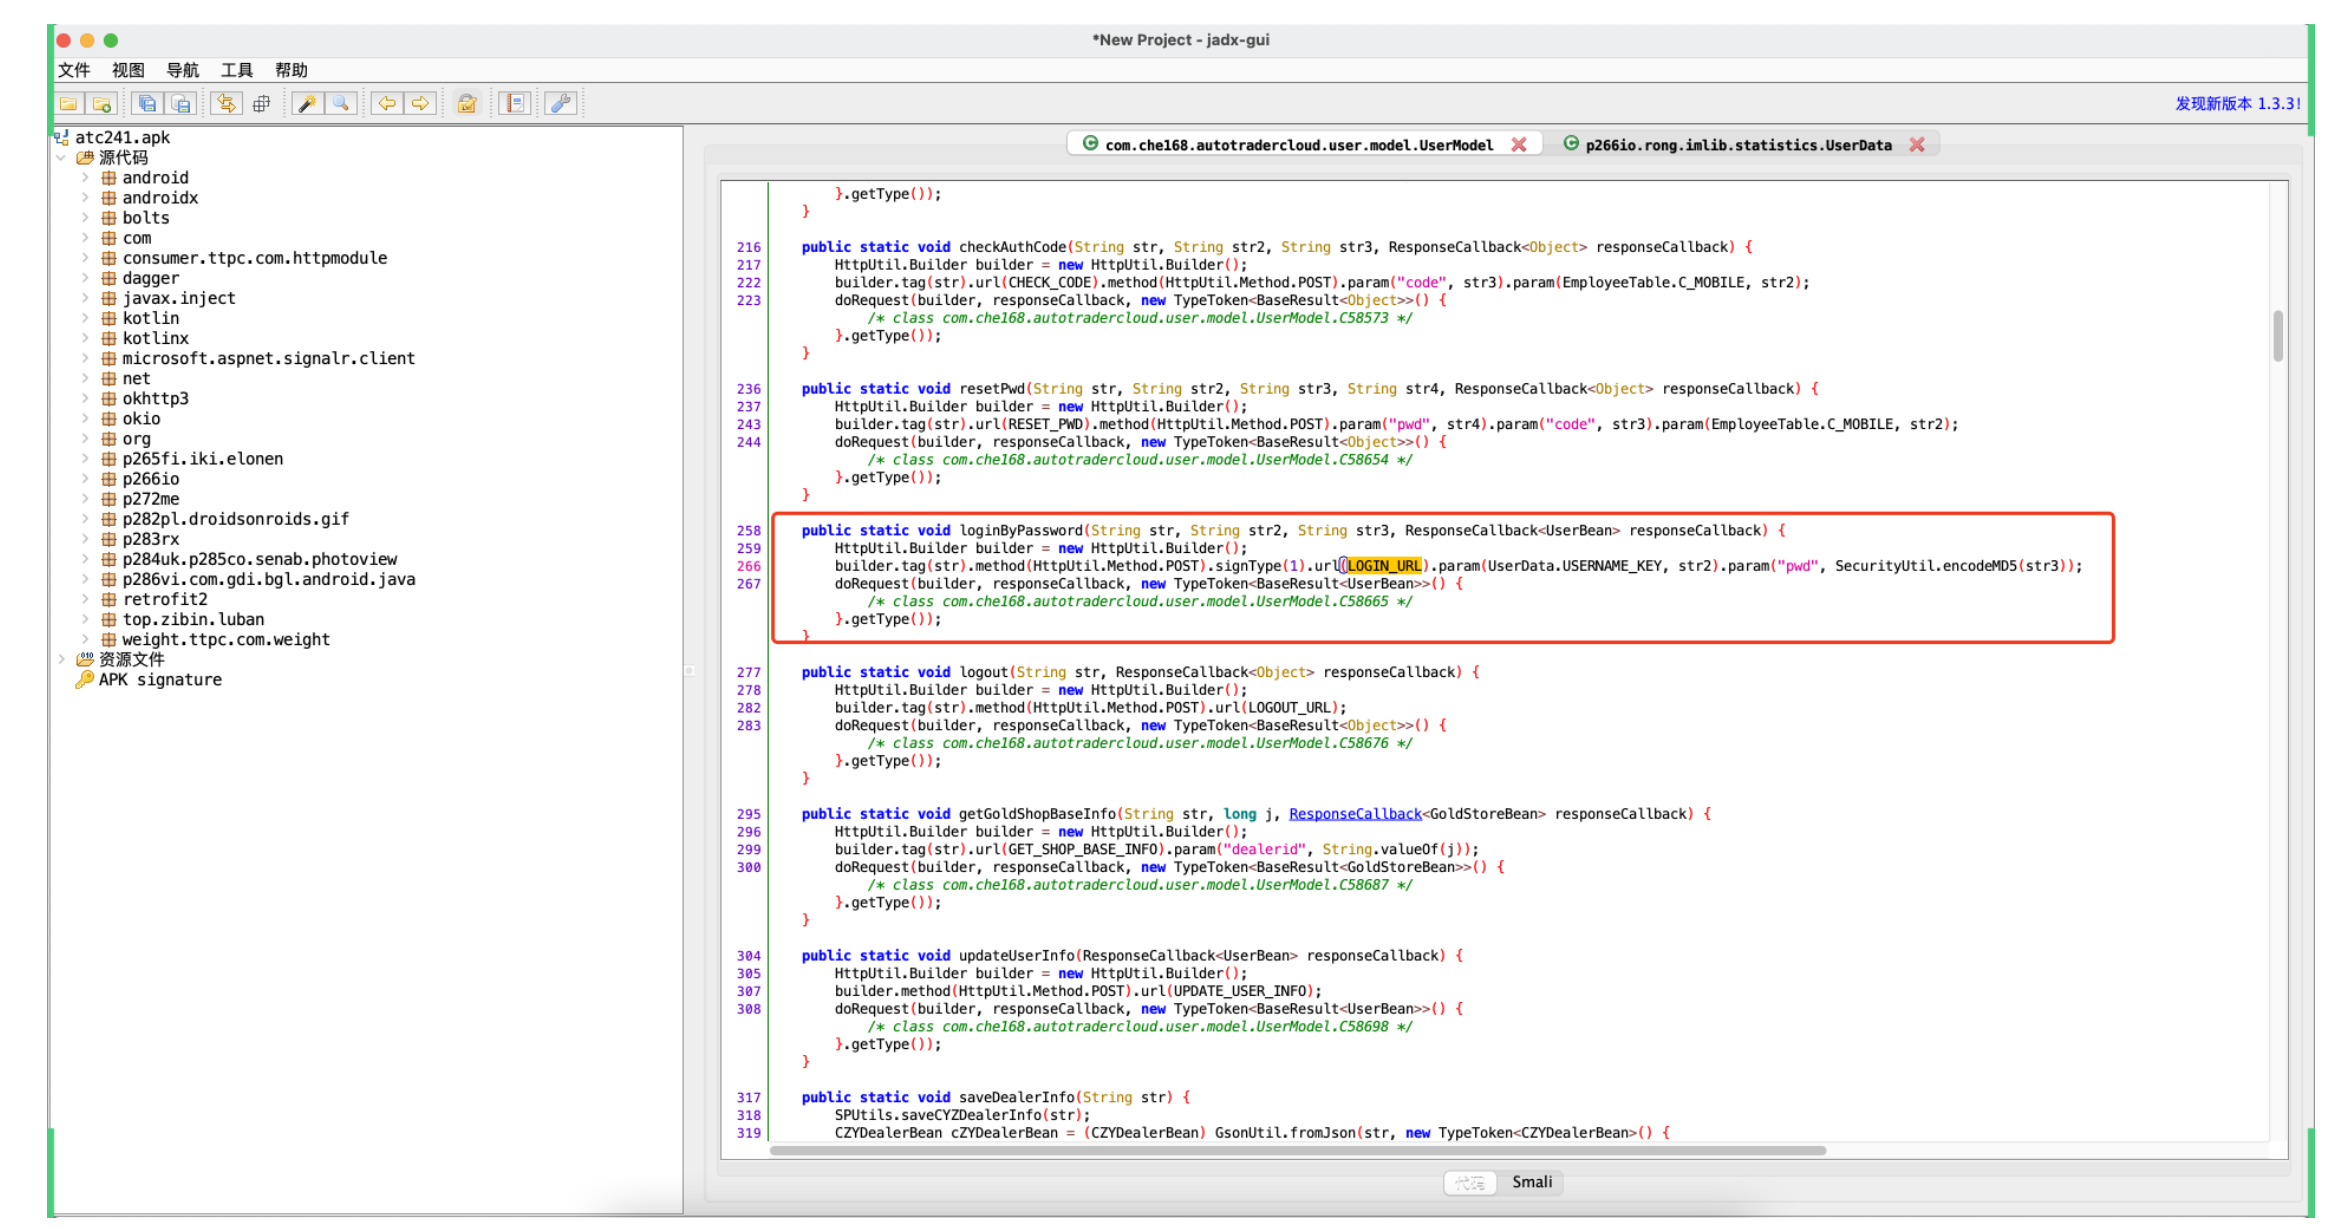 *New Project - jadx-gui
文件 视图 导航 工具 帮助
发现新版本 1.3.3!
atc241.apk
源代码
android
androidx
bolts
com
consumer.ttpc.com.httpmodule
dagger
javax.inject
kotlin
kotlinx
microsoft.aspnet.signalr.client
net
okhttp3
okio
org
p265fi.iki.elonen
p266io
p272me
p282pl.droidsonroids.gif
p283rx
p284uk.p285co.senab.photoview
p286vi.com.gdi.bgl.android.java
retrofit2
top.zibin.luban
weight.ttpc.com.weight
资源文件
APK signature
com.che168.autotradercloud.user.model.UserModel p266io.rong.imlib.statistics.UserData
}.getType());
}
216 public static void checkAuthCode(String str, String str2, String str3, ResponseCallback<Object> responseCallback) {
217 HttpUtil.Builder builder = new HttpUtil.Builder();
222 builder.tag(str).url(CHECK_CODE).method(HttpUtil.Method.POST).param("code", str3).param(EmployeeTable.C_MOBILE, str2);
223 doRequest(builder, responseCallback, new TypeToken<BaseResult<Object>>() {
/* class com.che168.autotradercloud.user.model.UserModel.C58573 */
}.getType());
}
236 public static void resetPwd(String str, String str2, String str3, String str4, ResponseCallback<Object> responseCallback) {
237 HttpUtil.Builder builder = new HttpUtil.Builder();
243 builder.tag(str).url(RESET_PWD).method(HttpUtil.Method.POST).param("pwd", str4).param("code", str3).param(EmployeeTable.C_MOBILE, str2);
244 doRequest(builder, responseCallback, new TypeToken<BaseResult<Object>>() {
/* class com.che168.autotradercloud.user.model.UserModel.C58654 */
}.getType());
}
258 public static void loginByPassword(String str, String str2, String str3, ResponseCallback<UserBean> responseCallback) {
259 HttpUtil.Builder builder = new HttpUtil.Builder();
266 builder.tag(str).method(HttpUtil.Method.POST).signType(1).url(LOGIN_URL).param(UserData.USERNAME_KEY, str2).param("pwd", SecurityUtil.encodeMD5(str3));
267 doRequest(builder, responseCallback, new TypeToken<BaseResult<UserBean>>() {
/* class com.che168.autotradercloud.user.model.UserModel.C58665 */
}.getType());
}
277 public static void logout(String str, ResponseCallback<Object> responseCallback) {
278 HttpUtil.Builder builder = new HttpUtil.Builder();
282 builder.tag(str).method(HttpUtil.Method.POST).url(LOGOUT_URL);
283 doRequest(builder, responseCallback, new TypeToken<BaseResult<Object>>() {
/* class com.che168.autotradercloud.user.model.UserModel.C58676 */
}.getType());
}
295 public static void getGoldShopBaseInfo(String str, long j, ResponseCallback<GoldStoreBean> responseCallback) {
296 HttpUtil.Builder builder = new HttpUtil.Builder();
299 builder.tag(str).url(GET_SHOP_BASE_INFO).param("dealerid", String.valueOf(j));
300 doRequest(builder, responseCallback, new TypeToken<BaseResult<GoldStoreBean>>() {
/* class com.che168.autotradercloud.user.model.UserModel.C58687 */
}.getType());
}
304 public static void updateUserInfo(ResponseCallback<UserBean> responseCallback) {
305 HttpUtil.Builder builder = new HttpUtil.Builder();
307 builder.method(HttpUtil.Method.POST).url(UPDATE_USER_INFO);
308 doRequest(builder, responseCallback, new TypeToken<BaseResult<UserBean>>() {
/* class com.che168.autotradercloud.user.model.UserModel.C58698 */
}.getType());
}
317 public static void saveDealerInfo(String str) {
318 SPUtils.saveCYZDealerInfo(str);
319 CZYDealerBean cZYDealerBean = (CZYDealerBean) GsonUtil.fromJson(str, new TypeToken<CZYDealerBean>() {
代码 Smali